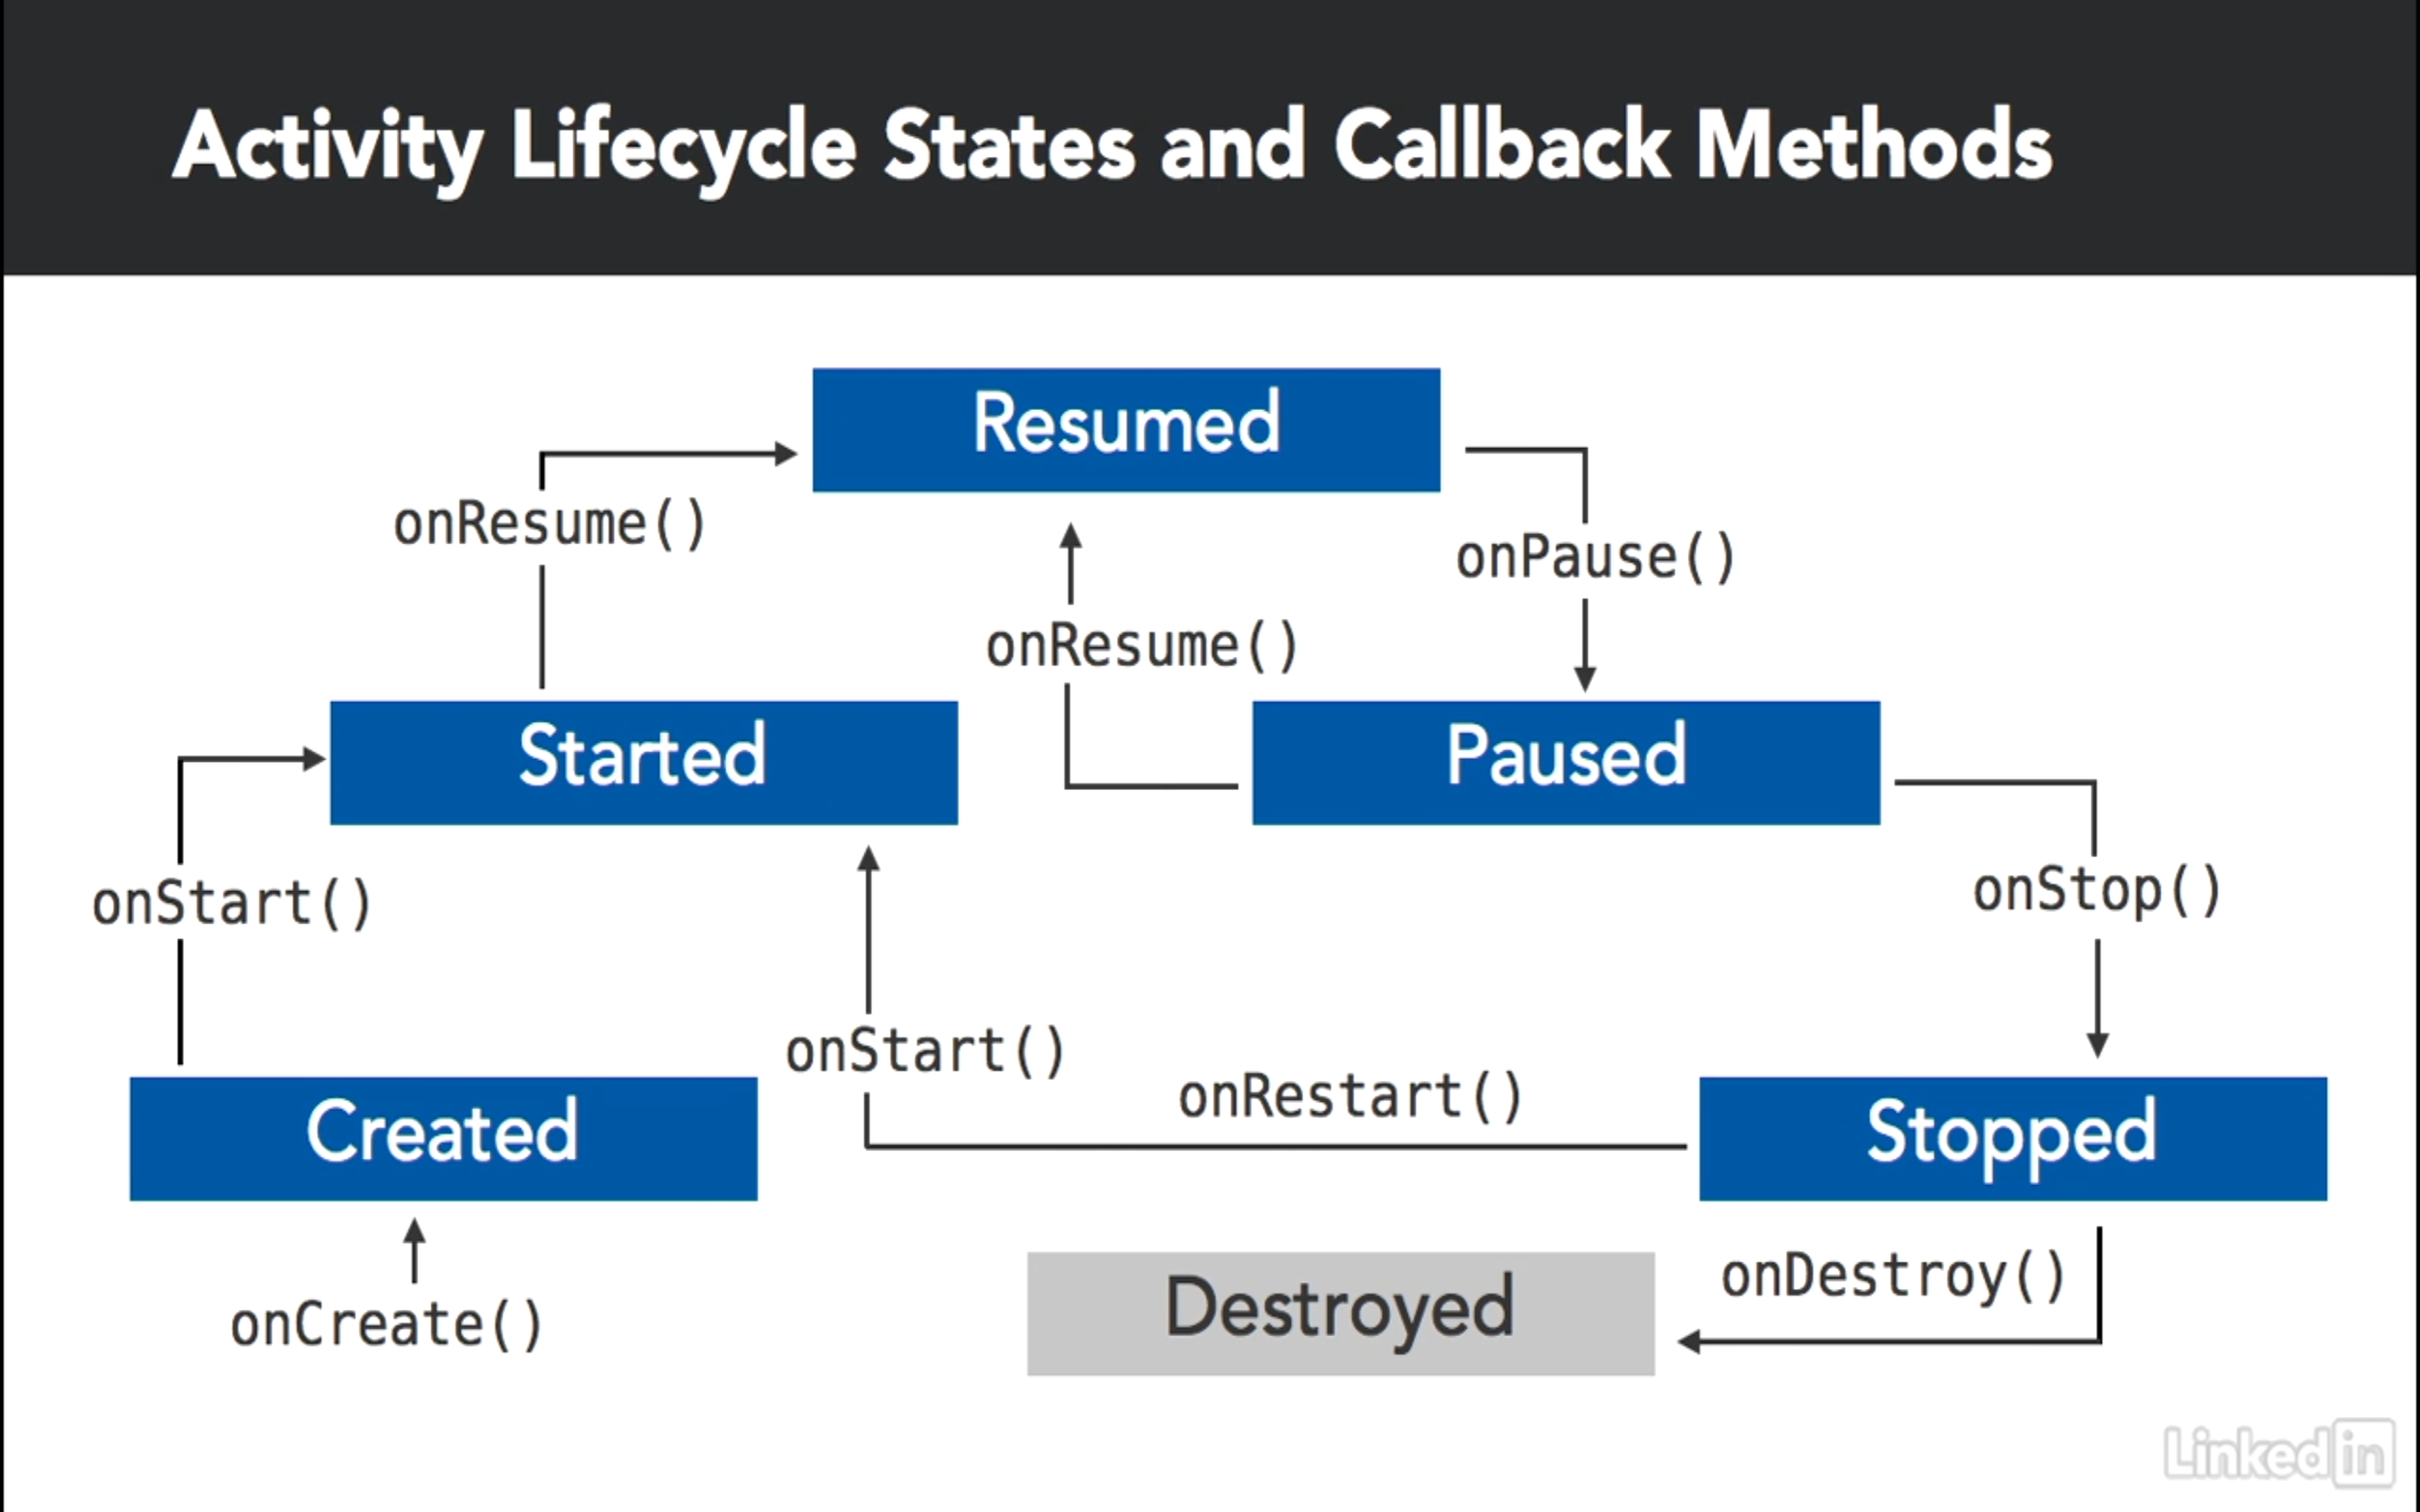 Activity Lifecycle States and Callback Methods
Resumed
onResume()
onPause()
onResume()
Started
Paused
onStart()
onStop()
onStart()
onRestart()
Created
Stopped
onDestroy()
Destroyed
onCreate()
Linkedin